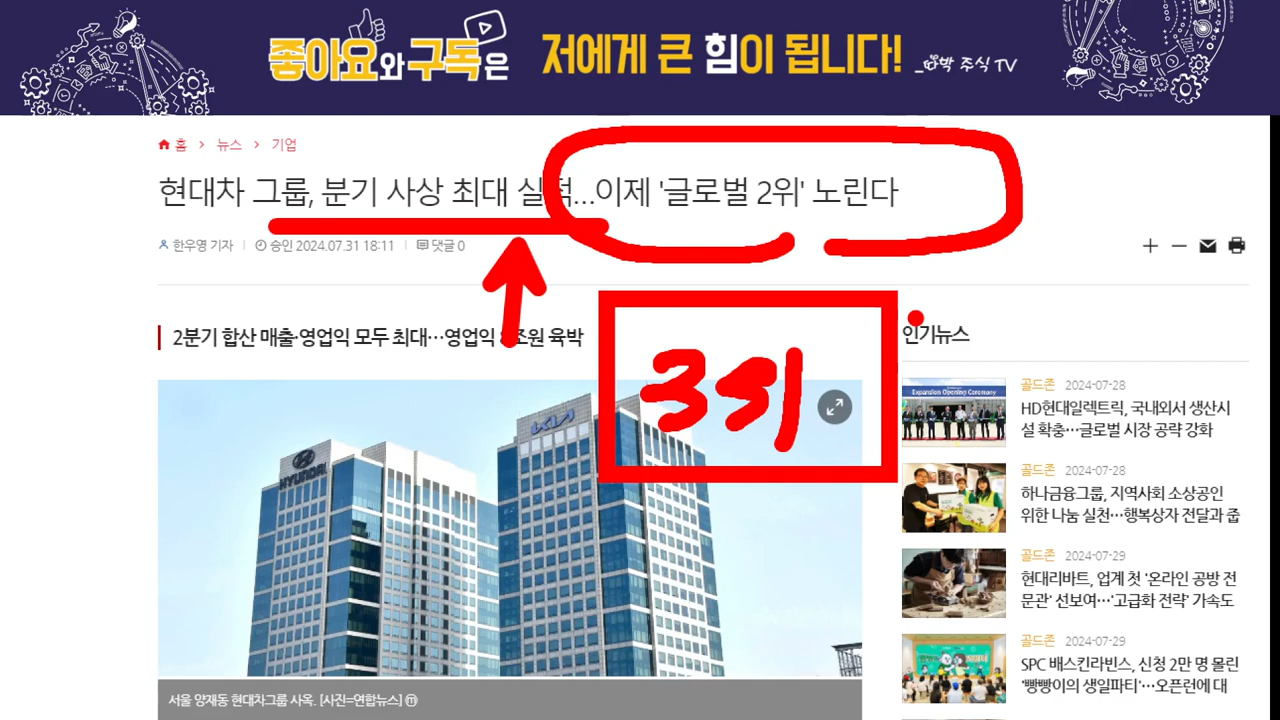 좋아요와 구독은 저에게 큰 힘이 됩니다!
박 주식 TV
홈 > 뉴스 > 기업
현대차 그룹, 분기 사상 최대 실적...이제 '글로벌 2위' 노린다
한우영 기자 | 승인 2024.07.31 18:11 | 댓글 0
2분기 합산 매출·영업익 모두 최대…영업익 조원 육박
3위
인기뉴스
HYUNDAI
KIA
골드존 2024-07-28
HD현대일렉트릭, 국내외서 생산시
설 확충…글로벌 시장 공략 강화
Expansion Opening Ceremony
골드존 2024-07-28
하나금융그룹, 지역사회 소상공인
위한 나눔 실천…행복상자 전달과 줍
골드존 2024-07-29
현대리바트, 업계 첫 '온라인 공방 전
문관' 선보여…'고급화 전략' 가속도
골드존 2024-07-29
SPC 배스킨라빈스, 신청 2만 명 몰린
'빵빵이의 생일파티'…오픈런에 대
서울 양재동 현대차그룹 사옥. [사진=연합뉴스] ⓜ